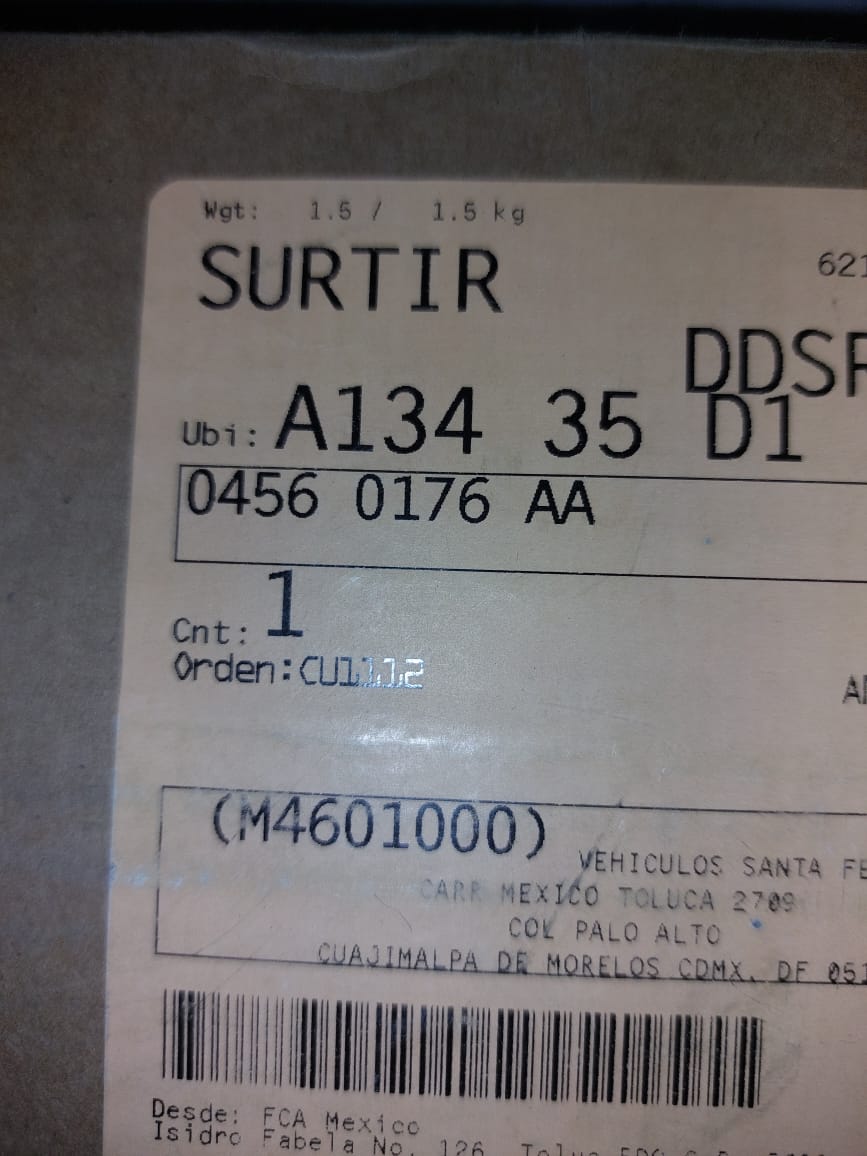 Wgt: 1.5 / 1.5 kg
SURTIR
621
DDSR
Ubi: A134 35 D1
0456 0176 AA
Cnt: 1
Orden:CU1112
(M4601000)
VEHICULOS SANTA FE
CARR MEXICO TOLUCA 2709
COL PALO ALTO
CUAJIMALPA DE MORELOS CDMX, DF 051
Desde: FCA Mexico
Isidro Fabela No. 126